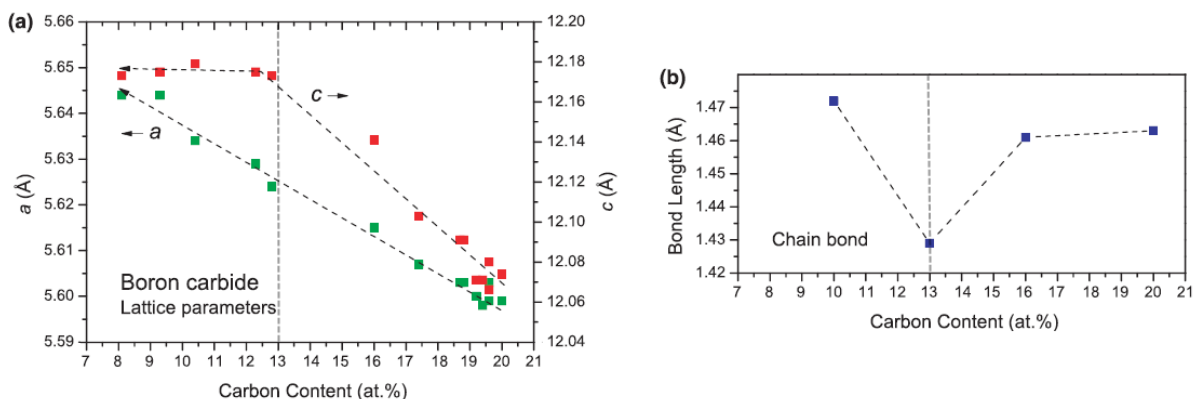 (a)
5.66
5.65
5.64
5.63
5.62
5.61
5.60
5.59
a (Å)
12.20
12.18
12.16
12.14
12.12
12.10
12.08
12.06
12.04
c (Å)
c
a
Boron carbide
Lattice parameters
7 8 9 10 11 12 13 14 15 16 17 18 19 20 21
Carbon Content (at.%)
(b)
1.47
1.46
1.45
1.44
1.43
1.42
Bond Length (Å)
Chain bond
7 8 9 10 11 12 13 14 15 16 17 18 19 20 21
Carbon Content (at.%)